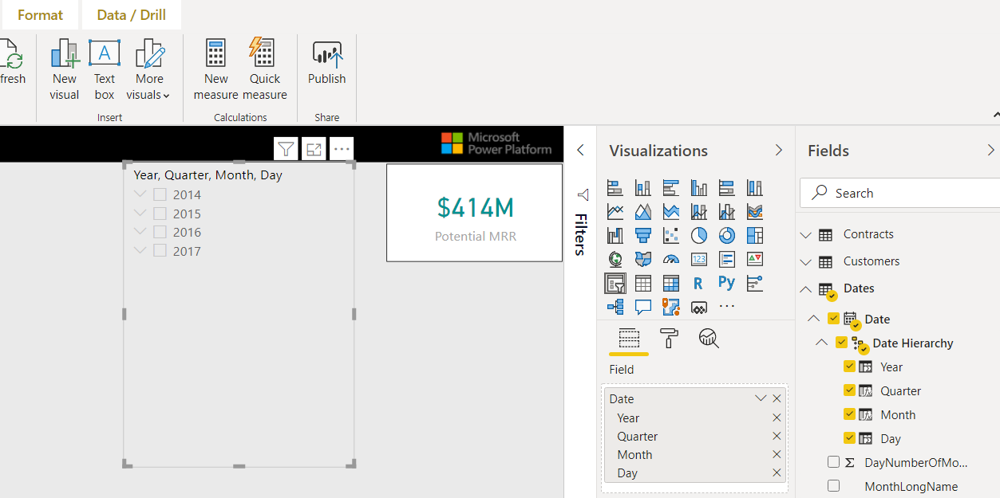 Format
Data / Drill
fresh
New visual
Text box
More visuals
New measure
Quick measure
Publish
Insert
Calculations
Share
Microsoft
Power Platform
Year, Quarter, Month, Day
2014
2015
2016
2017
$414M
Potential MRR
Filters
Visualizations
123
R
Py
Field
Date
Year
Quarter
Month
Day
Fields
Search
Contracts
Customers
Dates
Date
Date Hierarchy
Year
Quarter
Month
Day
Σ DayNumberOfMo...
MonthLongName